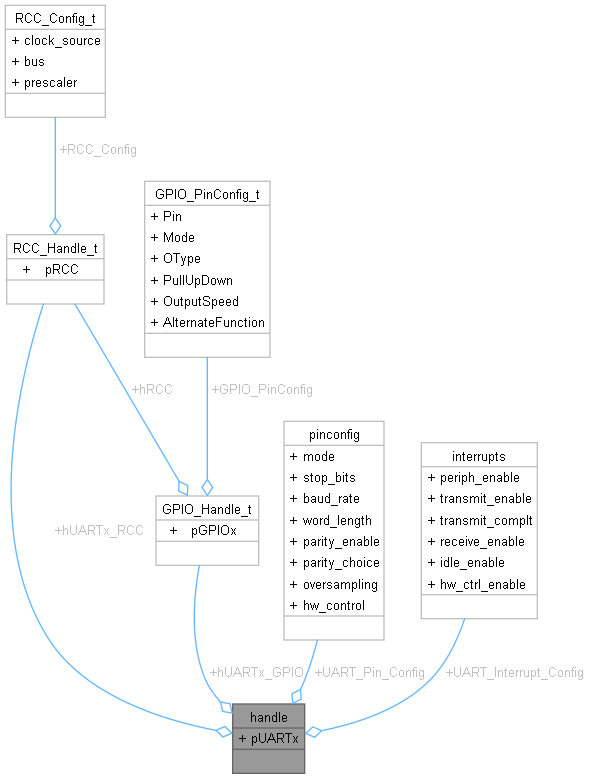 RCC_Config_t
+ clock_source
+ bus
+ prescaler
+RCC_Config
GPIO_PinConfig_t
+ Pin
+ Mode
+ OType
+ PullUpDown
+ OutputSpeed
+ AlternateFunction
RCC_Handle_t
+ pRCC
+hRCC
+GPIO_PinConfig
pinconfig
+ mode
+ stop_bits
+ baud_rate
+ word_length
+ parity_enable
+ parity_choice
+ oversampling
+ hw_control
interrupts
+ periph_enable
+ transmit_enable
+ transmit_complt
+ receive_enable
+ idle_enable
+ hw_ctrl_enable
GPIO_Handle_t
+ pGPIOx
+hUARTx_RCC
+hUARTx_GPIO
+UART_Pin_Config
+UART_Interrupt_Config
handle
+ pUARTx